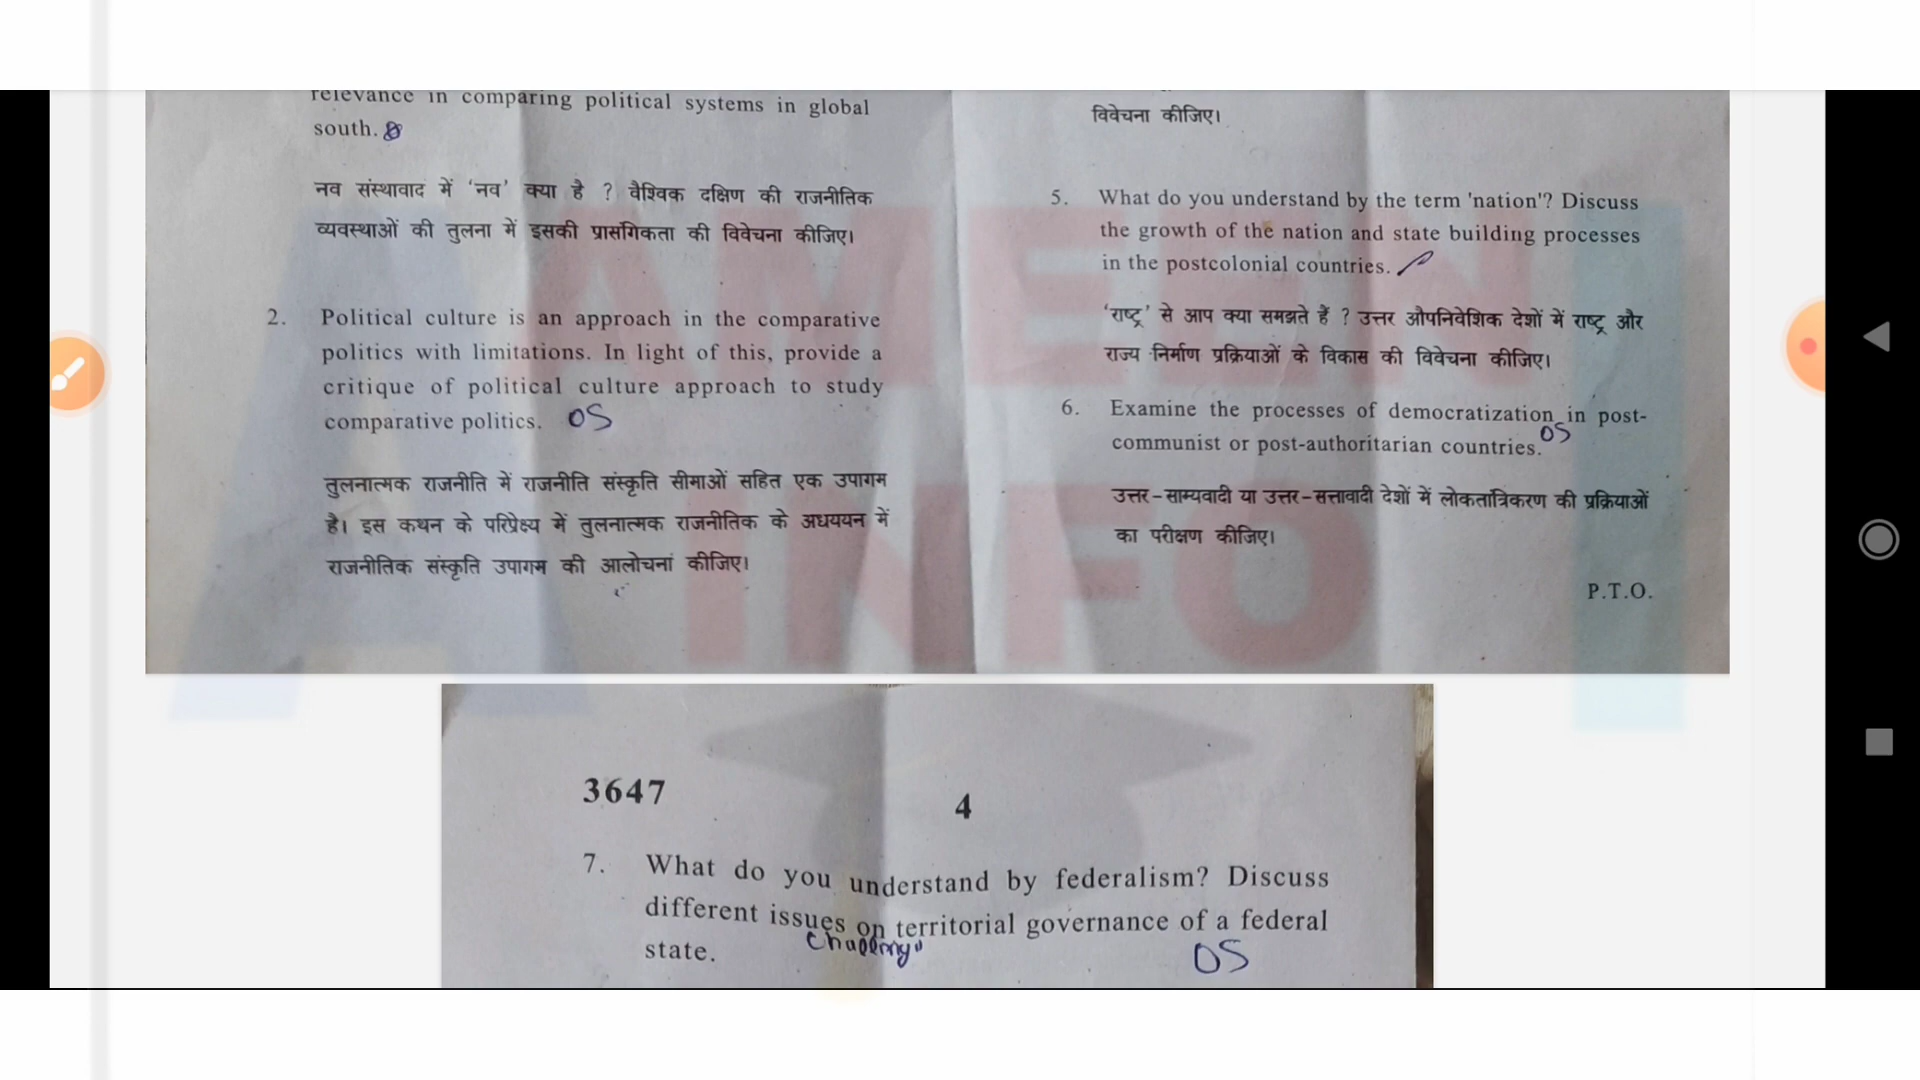 relevance in comparing political systems in global
south.
नव संस्थावाद में ‘नव’ क्या है ? वैश्विक दक्षिण की राजनीतिक
व्यवस्थाओं की तुलना में इसकी प्रासंगिकता की विवेचना कीजिए।
2. Political culture is an approach in the comparative
politics with limitations. In light of this, provide a
critique of political culture approach to study
comparative politics. OS
तुलनात्मक राजनीति में राजनीति संस्कृति सीमाओं सहित एक उपागम
है। इस कथन के परिप्रेक्ष्य में तुलनात्मक राजनीतिक के अधययन में
राजनीतिक संस्कृति उपागम की आलोचनां कीजिए।
विवेचना कीजिए।
5. What do you understand by the term 'nation'? Discuss
the growth of the nation and state building processes
in the postcolonial countries.
‘राष्ट्र’ से आप क्या समझते हैं ? उत्तर औपनिवेशिक देशों में राष्ट्र और
राज्य निर्माण प्रक्रियाओं के विकास की विवेचना कीजिए।
6. Examine the processes of democratization in post-
communist or post-authoritarian countries. OS
उत्तर-साम्यवादी या उत्तर-सत्तावादी देशों में लोकतांत्रिकरण की प्रक्रियाओं
का परीक्षण कीजिए।
P.T.O.
AMEEN
INFO
3647 4
7. What do you understand by federalism? Discuss
different issues on territorial governance of a federal
state. OS